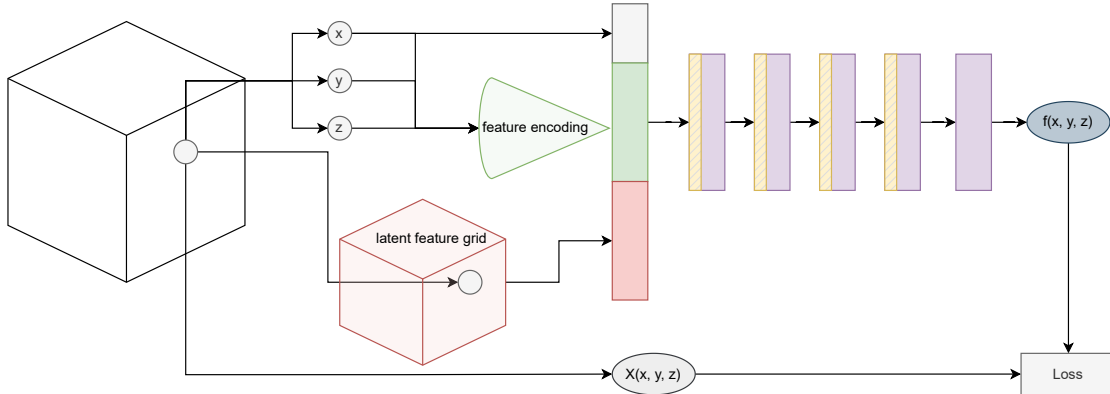 x
y
z
feature encoding
f(x, y, z)
latent feature grid
X(x, y, z)
Loss